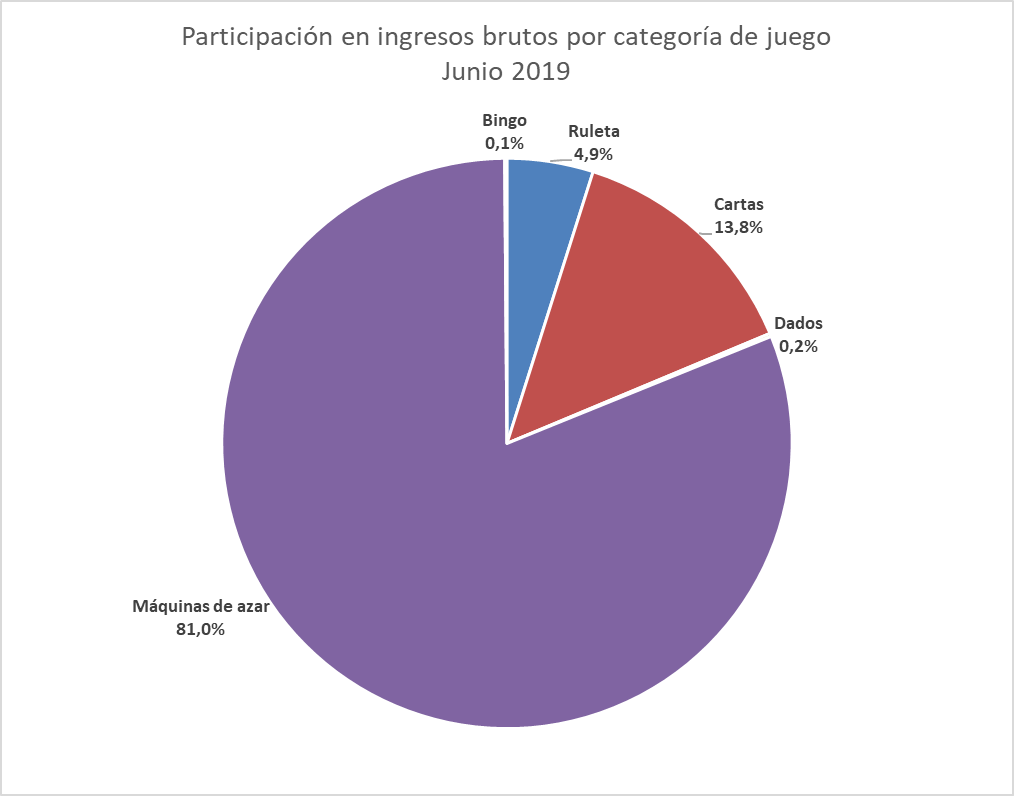 Participación en ingresos brutos por categoría de juego
Junio 2019
Bingo
0,1%
Ruleta
4,9%
Cartas
13,8%
Dados
0,2%
Máquinas de azar
81,0%